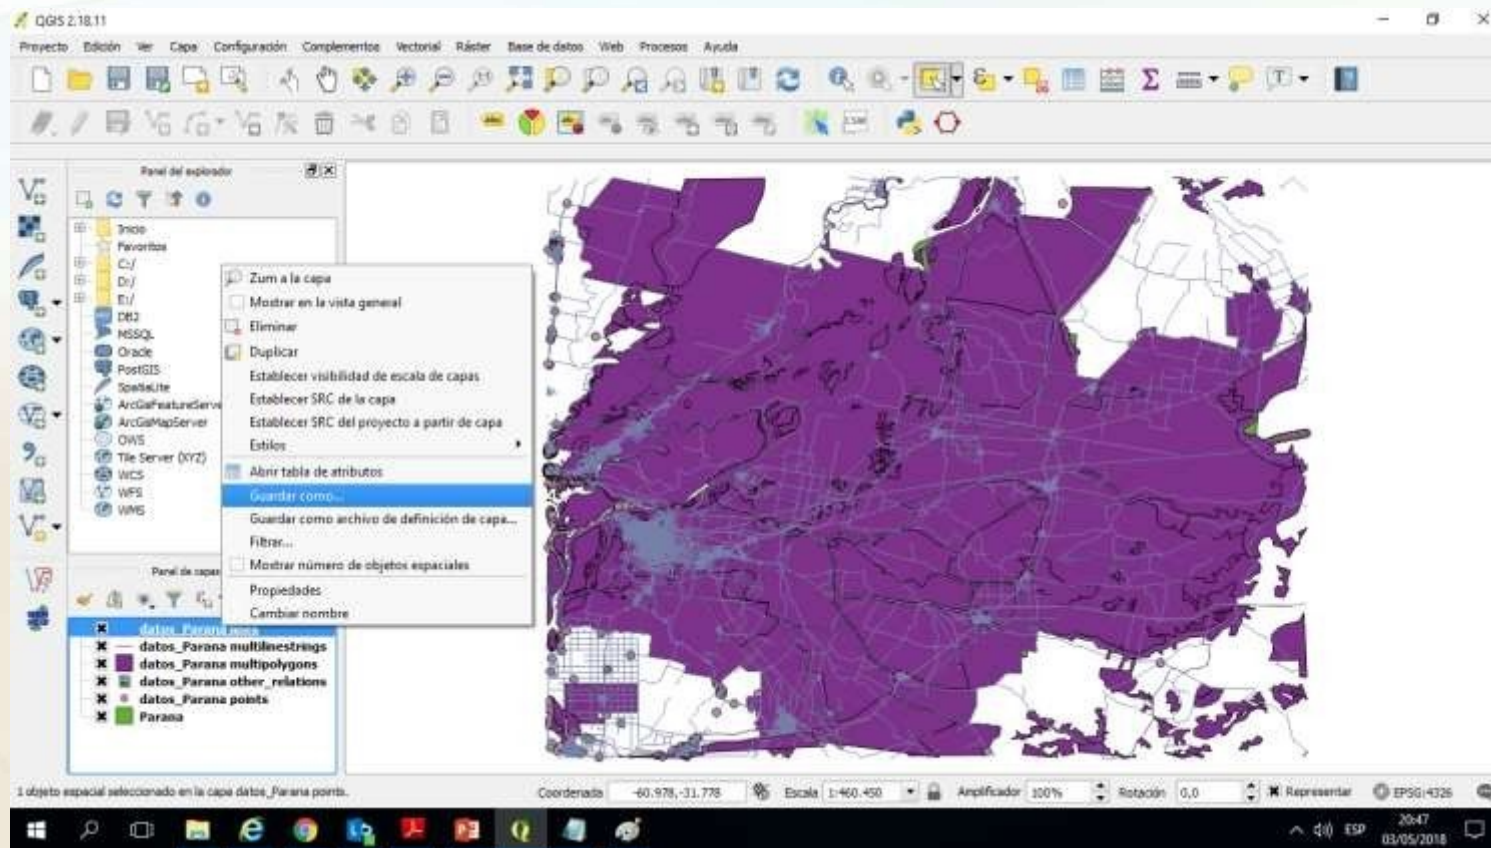 QGIS 2.18.11
Proyecto Edición Ver Capa Configuración Complementos Vectorial Ráster Base de datos Web Procesos Ayuda
Panel del explorador
Inicio
Favoritos
C:/
D:/
E:/
DB2
MSSQL
Oracle
PostGIS
SpatiaLite
ArcGisFeatureServe
ArcGisMapServer
OWS
Tile Server (XYZ)
WCS
WFS
WMS
Zum a la capa
Mostrar en la vista general
Eliminar
Duplicar
Establecer visibilidad de escala de capas
Establecer SRC de la capa
Establecer SRC del proyecto a partir de capa
Estilos
Abrir tabla de atributos
Guardar como...
Guardar como archivo de definición de capa...
Filtrar...
Mostrar número de objetos espaciales
Propiedades
Cambiar nombre
Panel de capas
datos_Parana lines
datos_Parana multilinestrings
datos_Parana multipolygons
datos_Parana other_relations
datos_Parana points
Parana
1 objeto espacial seleccionado en la capa datos_Parana points.
Coordenada -60.978,-31.778 Escala 1:460.450 Amplificador 100% Rotación 0,0 Representar EPSG:4326
ESP 20:47
03/05/2018